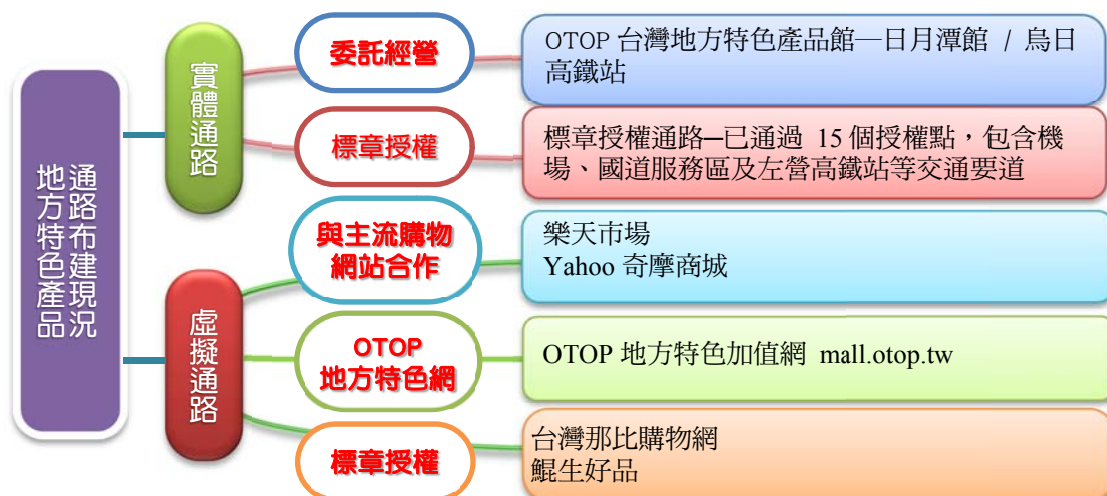 地方特色產品
通路布建現況
實體通路
委託經營
OTOP 台灣地方特色產品館—日月潭館 / 烏日
高鐵站
標章授權
標章授權通路—已通過 15 個授權點，包含機
場、國道服務區及左營高鐵站等交通要道
虛擬通路
與主流購物
網站合作
樂天市場
Yahoo 奇摩商城
OTOP
地方特色網
OTOP 地方特色加值網 mall.otop.tw
標章授權
台灣那比購物網
鯤生好品